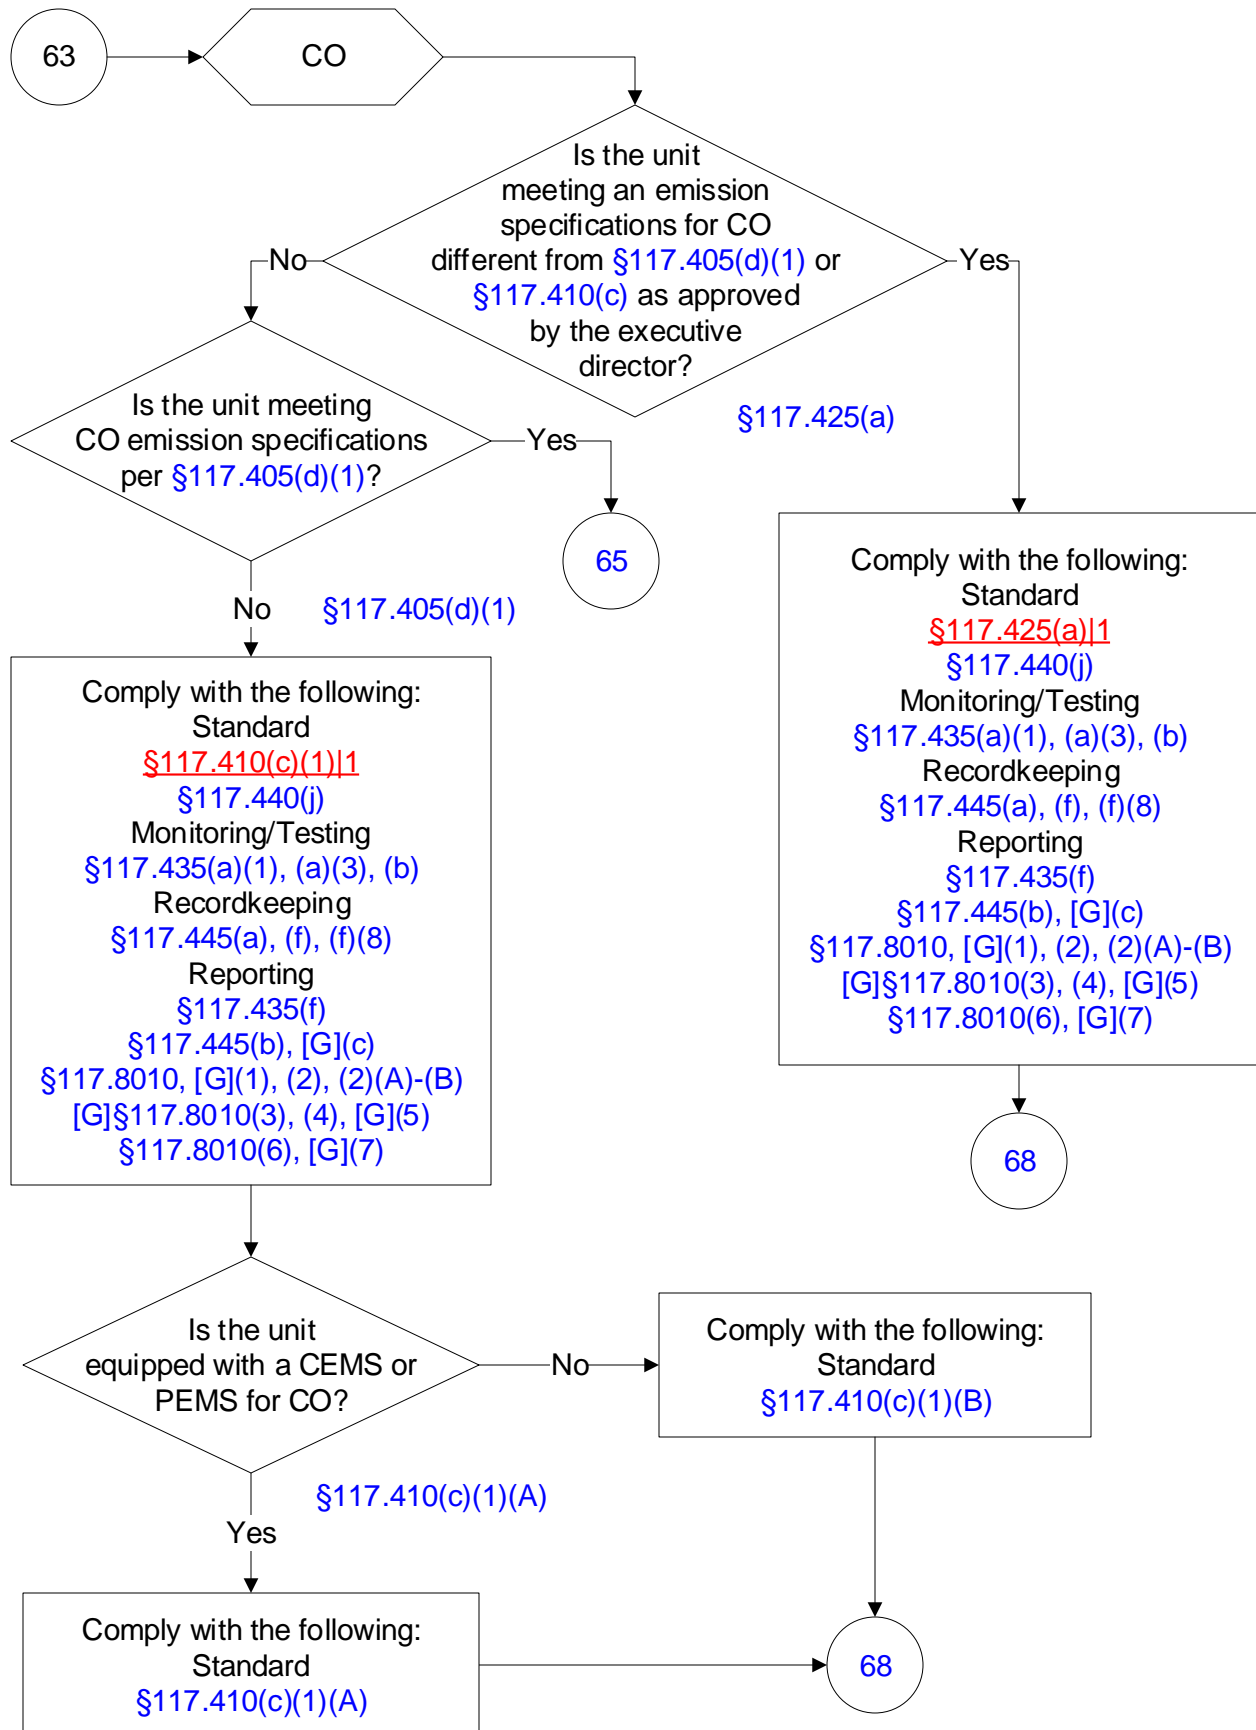 63
CO
Is the unit
meeting an emission
specifications for CO
different from §117.405(d)(1) or
§117.410(c) as approved
by the executive
director?
No
Yes
§117.425(a)
Is the unit meeting
CO emission specifications
per §117.405(d)(1)?
Yes
65
No
§117.405(d)(1)
Comply with the following:
Standard
§117.425(a)|1
§117.440(j)
Monitoring/Testing
§117.435(a)(1), (a)(3), (b)
Recordkeeping
§117.445(a), (f), (f)(8)
Reporting
§117.435(f)
§117.445(b), [G](c)
§117.8010, [G](1), (2), (2)(A)-(B)
[G]§117.8010(3), (4), [G](5)
§117.8010(6), [G](7)
68
Comply with the following:
Standard
§117.410(c)(1)|1
§117.440(j)
Monitoring/Testing
§117.435(a)(1), (a)(3), (b)
Recordkeeping
§117.445(a), (f), (f)(8)
Reporting
§117.435(f)
§117.445(b), [G](c)
§117.8010, [G](1), (2), (2)(A)-(B)
[G]§117.8010(3), (4), [G](5)
§117.8010(6), [G](7)
Is the unit
equipped with a CEMS or
PEMS for CO?
No
Comply with the following:
Standard
§117.410(c)(1)(B)
§117.410(c)(1)(A)
Yes
Comply with the following:
Standard
§117.410(c)(1)(A)
68